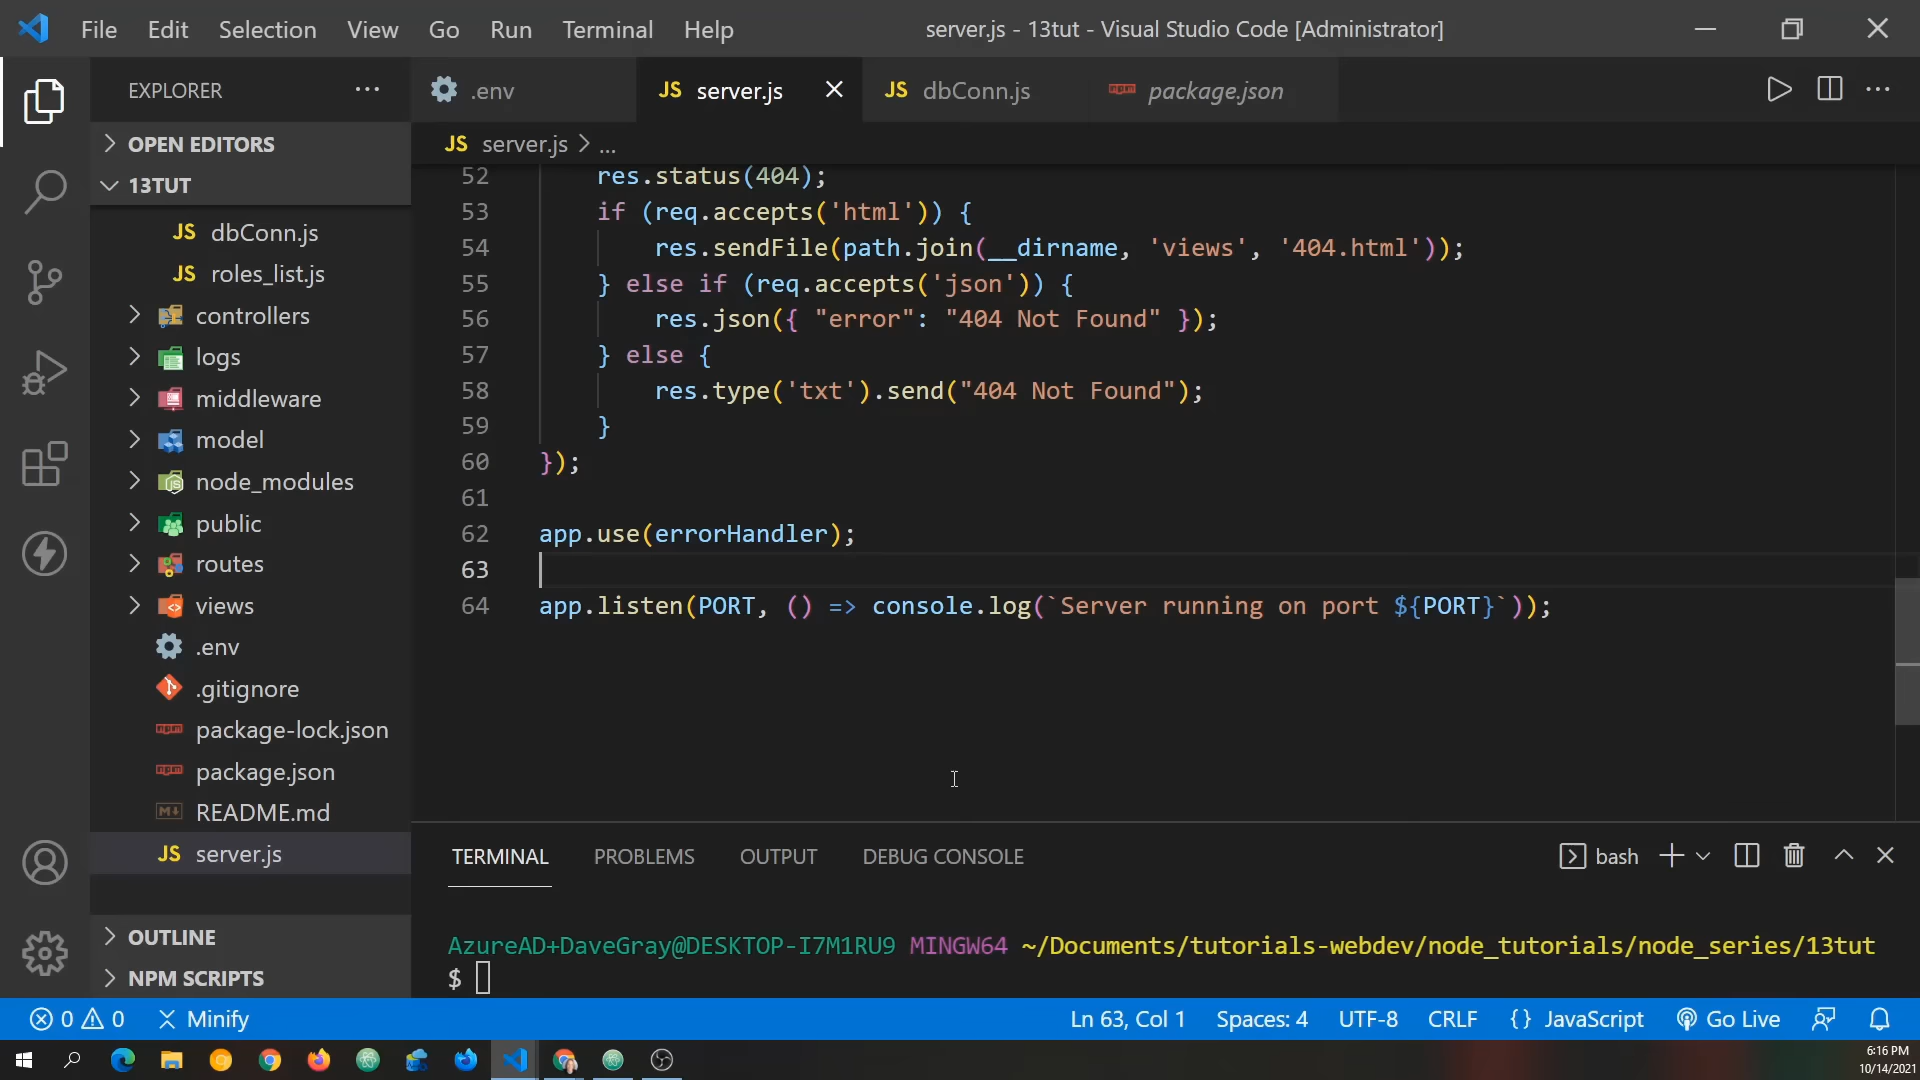 File Edit Selection View Go Run Terminal Help server.js - 13tut - Visual Studio Code [Administrator]
EXPLORER
.env
JS server.js
JS dbConn.js
package.json
OPEN EDITORS
JS server.js > ...
13TUT
JS dbConn.js
JS roles_list.js
controllers
logs
middleware
model
node_modules
public
routes
views
.env
.gitignore
package-lock.json
package.json
README.md
JS server.js
OUTLINE
NPM SCRIPTS
52 res.status(404);
53 if (req.accepts('html')) {
54 res.sendFile(path.join(__dirname, 'views', '404.html'));
55 } else if (req.accepts('json')) {
56 res.json({ "error": "404 Not Found" });
57 } else {
58 res.type('txt').send("404 Not Found");
59 }
60 });
61
62 app.use(errorHandler);
63
64 app.listen(PORT, () => console.log(`Server running on port ${PORT}`));
TERMINAL PROBLEMS OUTPUT DEBUG CONSOLE bash
AzureAD+DaveGray@DESKTOP-I7M1RU9 MINGW64 ~/Documents/tutorials-webdev/node_tutorials/node_series/13tut
$
0 0 Minify Ln 63, Col 1 Spaces: 4 UTF-8 CRLF {} JavaScript Go Live
6:16 PM
10/14/2021